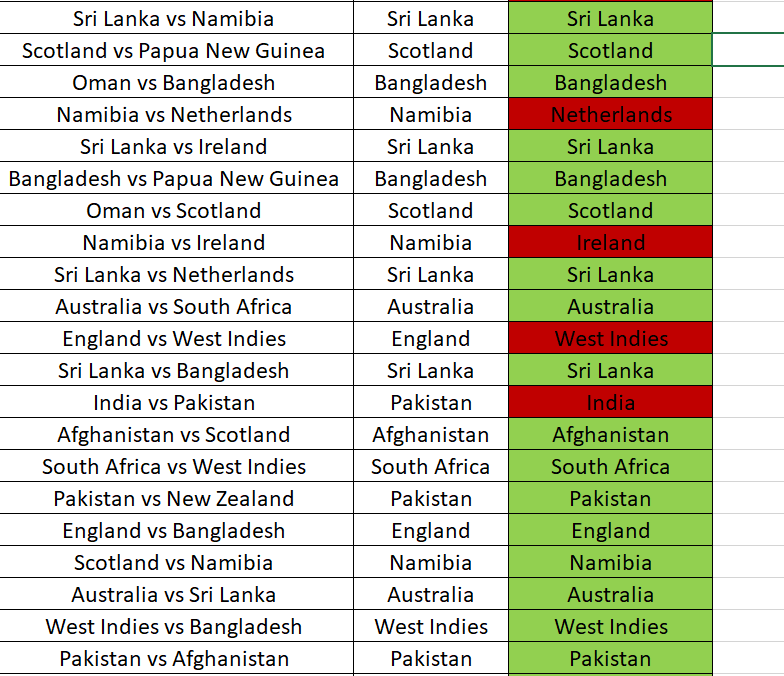 Sri Lanka vs Namibia Sri Lanka Sri Lanka
Scotland vs Papua New Guinea Scotland Scotland
Oman vs Bangladesh Bangladesh Bangladesh
Namibia vs Netherlands Namibia Netherlands
Sri Lanka vs Ireland Sri Lanka Sri Lanka
Bangladesh vs Papua New Guinea Bangladesh Bangladesh
Oman vs Scotland Scotland Scotland
Namibia vs Ireland Namibia Ireland
Sri Lanka vs Netherlands Sri Lanka Sri Lanka
Australia vs South Africa Australia Australia
England vs West Indies England West Indies
Sri Lanka vs Bangladesh Sri Lanka Sri Lanka
India vs Pakistan Pakistan India
Afghanistan vs Scotland Afghanistan Afghanistan
South Africa vs West Indies South Africa South Africa
Pakistan vs New Zealand Pakistan Pakistan
England vs Bangladesh England England
Scotland vs Namibia Namibia Namibia
Australia vs Sri Lanka Australia Australia
West Indies vs Bangladesh West Indies West Indies
Pakistan vs Afghanistan Pakistan Pakistan